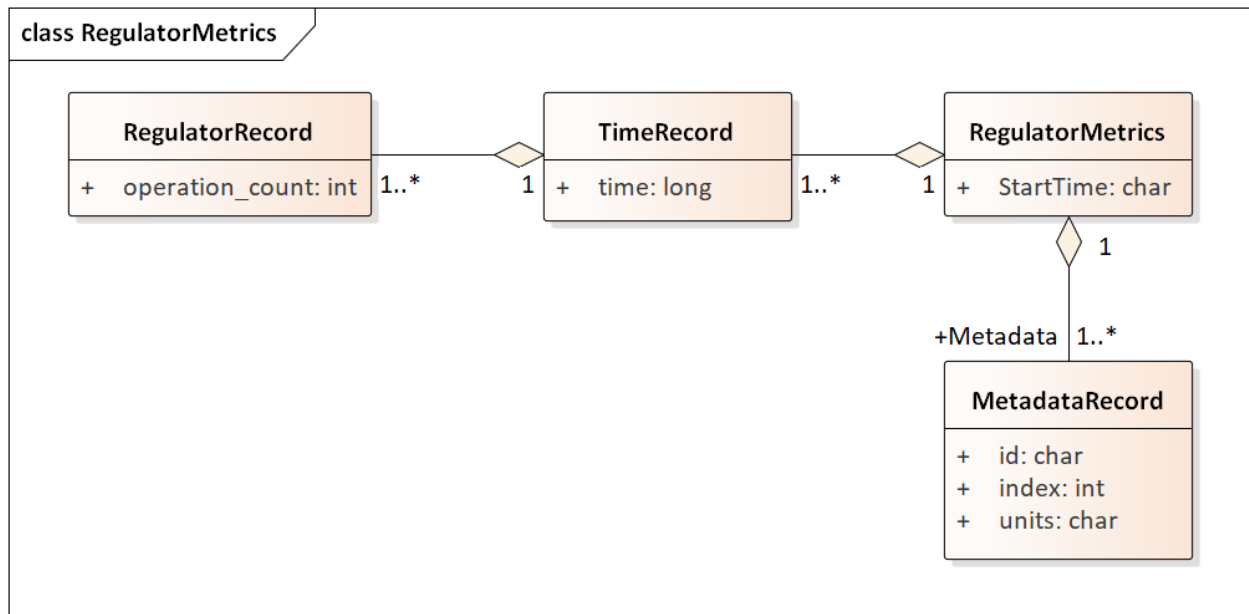 class RegulatorMetrics
RegulatorRecord
+ operation_count: int
1..*
1
TimeRecord
+ time: long
1..*
1
RegulatorMetrics
+ StartTime: char
1
+Metadata 1..*
MetadataRecord
+ id: char
+ index: int
+ units: char